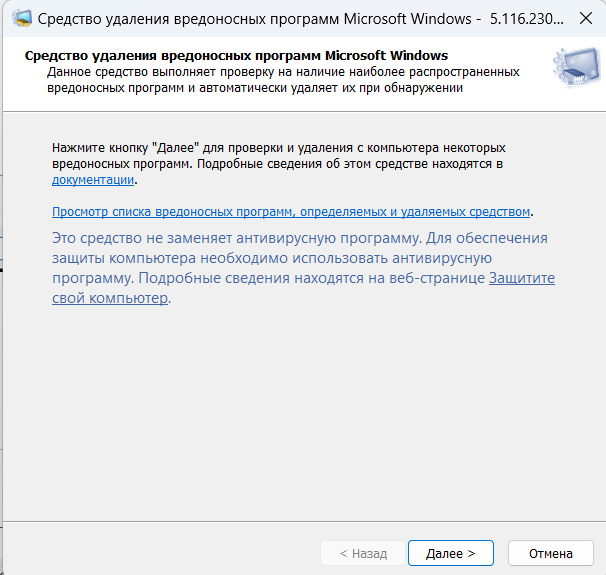 Средство удаления вредоносных программ Microsoft Windows - 5.116.230...
Средство удаления вредоносных программ Microsoft Windows
Данное средство выполняет проверку на наличие наиболее распространенных
вредоносных программ и автоматически удаляет их при обнаружении
Нажмите кнопку "Далее" для проверки и удаления с компьютера некоторых
вредоносных программ. Подробные сведения об этом средстве находятся в
документации.
Просмотр списка вредоносных программ, определяемых и удаляемых средством.
Это средство не заменяет антивирусную программу. Для обеспечения
защиты компьютера необходимо использовать антивирусную
программу. Подробные сведения находятся на веб-странице Защитите
свой компьютер.
< Назад Далее > Отмена